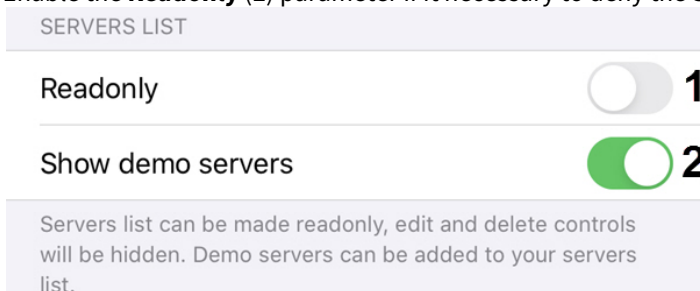 SERVERS LIST
Readonly 1
Show demo servers 2
Servers list can be made readonly, edit and delete controls
will be hidden. Demo servers can be added to your servers
list.